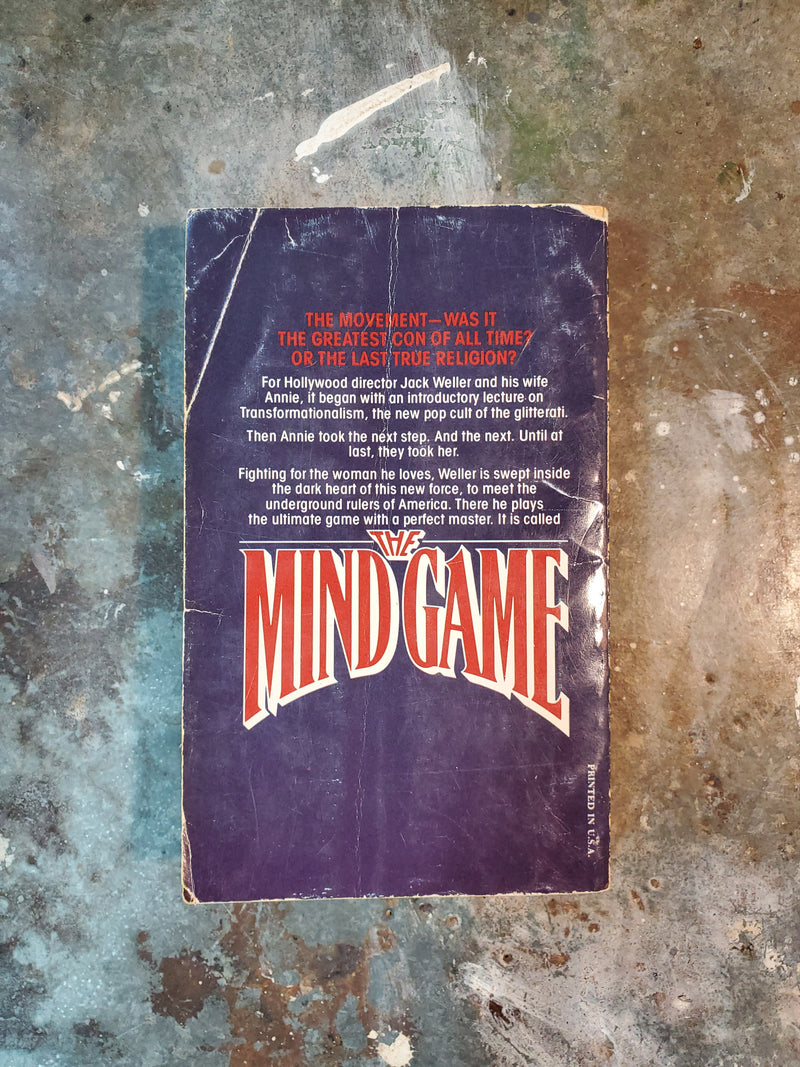 THE MOVEMENT—WAS IT
THE GREATEST CON OF ALL TIME?
OR THE LAST TRUE RELIGION?
For Hollywood director Jack Weller and his wife
Annie, it began with an introductory lecture on
Transformationalism, the new pop cult of the glitterati.
Then Annie took the next step. And the next. Until at
last, they took her.
Fighting for the woman he loves, Weller is swept inside
the dark heart of this new force, to meet the
underground rulers of America. There he plays
the ultimate game with a perfect master. It is called
THE
MIND GAME
PRINTED IN U.S.A.